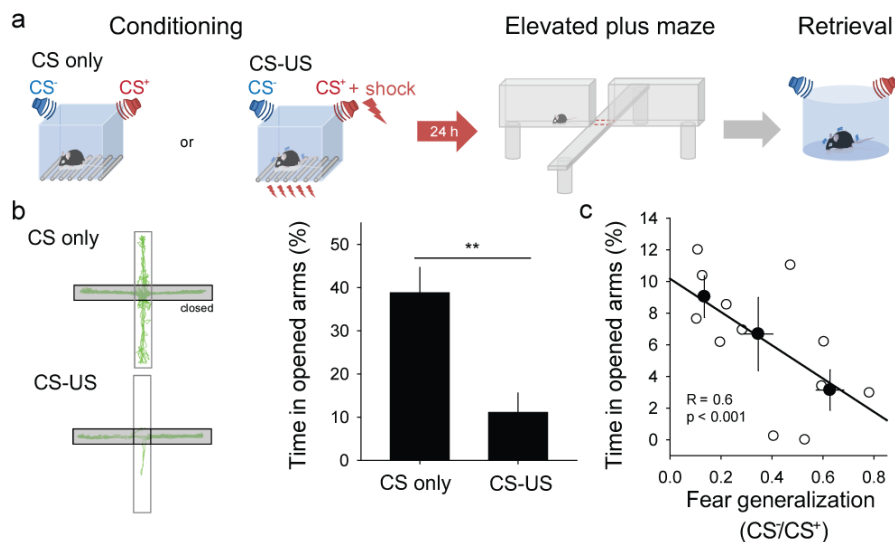 a
Conditioning
Elevated plus maze
Retrieval
CS only
CS-US
CS⁻
CS⁺
CS⁻
CS⁺ + shock
or
24 h
b
CS only
closed
CS-US
Time in opened arms (%)
50
40
30
20
10
0
**
CS only
CS-US
c
Time in opened arms (%)
14
12
10
8
6
4
2
0
R = 0.6
p < 0.001
0.0
0.2
0.4
0.6
0.8
Fear generalization
(CS⁻/CS⁺)